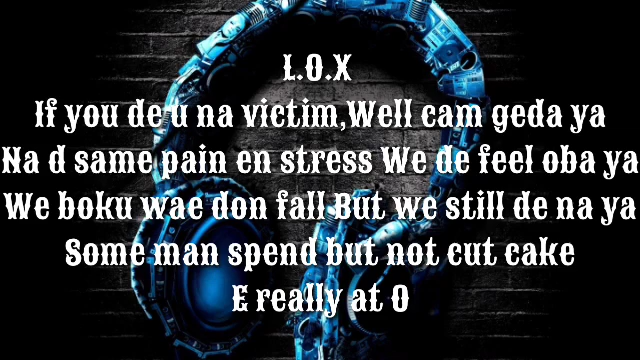 L.O.X
If you de u na victim,Well cam geda ya
Na d same pain en stress We de feel oba ya
We boku wae don fall But we still de na ya
Some man spend but not cut cake
E really at O